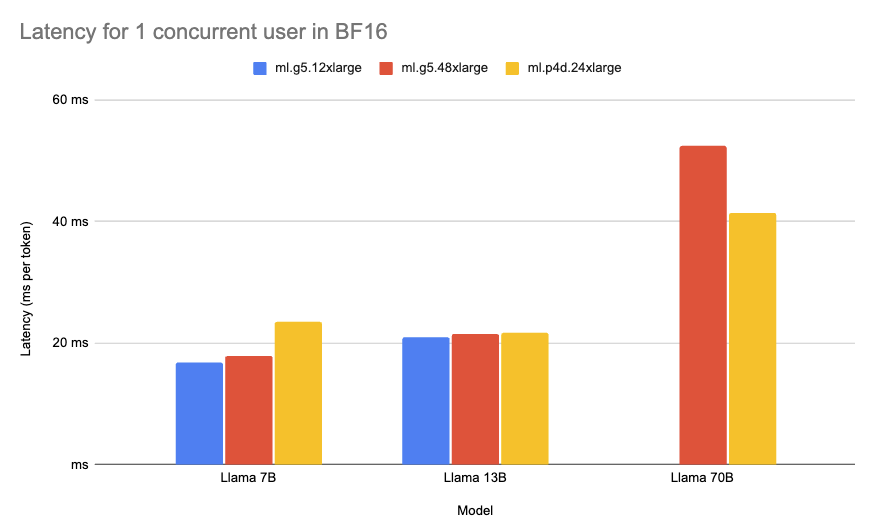 Latency for 1 concurrent user in BF16
ml.g5.12xlarge ml.g5.48xlarge ml.p4d.24xlarge
60 ms
40 ms
20 ms
ms
Latency (ms per token)
Llama 7B Llama 13B Llama 70B
Model